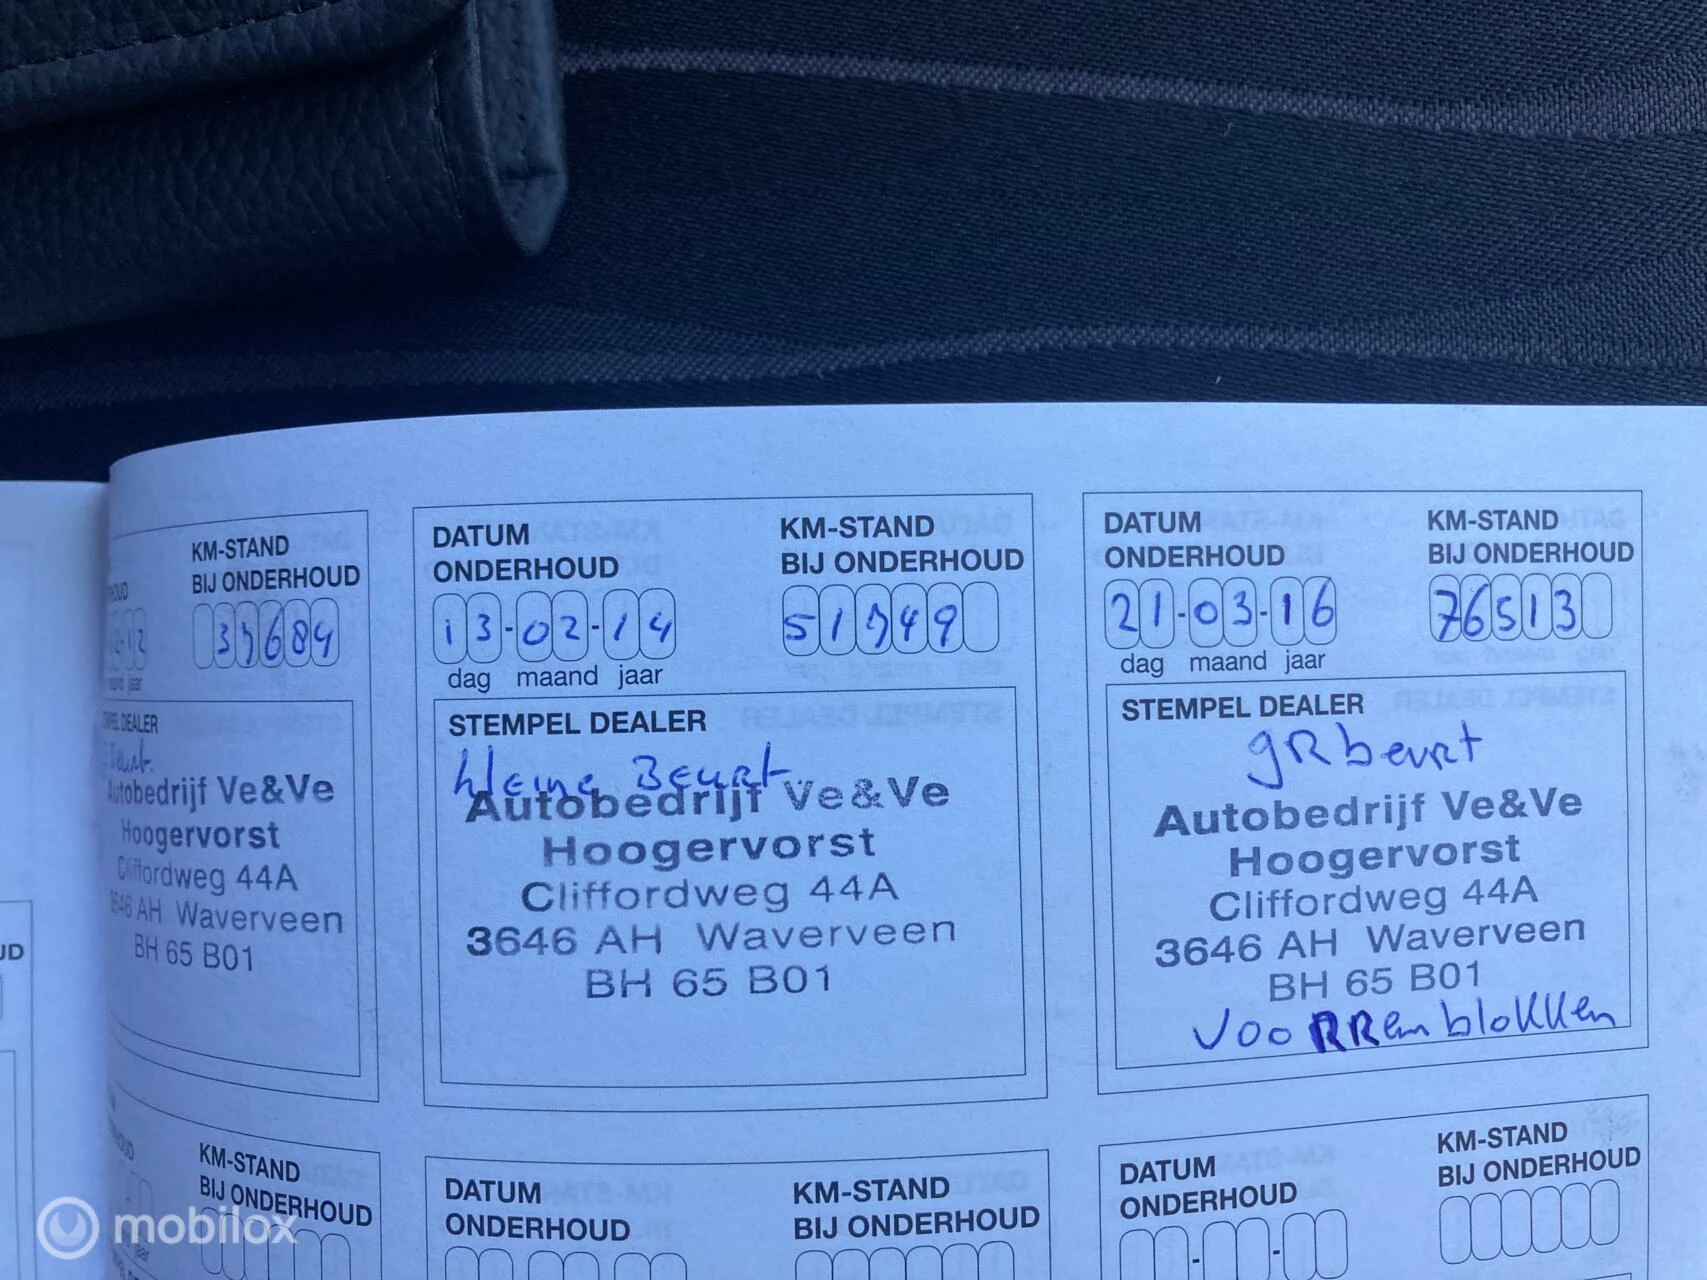 KM-STAND
BIJ ONDERHOUD
DATUM
ONDERHOUD
13-02-14
dag maand jaar
KM-STAND
BIJ ONDERHOUD
DATUM
ONDERHOUD
21-03-16
dag maand jaar
KM-STAND
BIJ ONDERHOUD
76513
jaar
DEALER
Autobedrijf Ve&Ve
Hoogervorst
Cliffordweg 44A
3646 AH Waverveen
BH 65 B01
STEMPEL DEALER
kleine Beurt
Autobedrijf Ve&Ve
Hoogervorst
Cliffordweg 44A
3646 AH Waverveen
BH 65 B01
STEMPEL DEALER
gRbeurt
Autobedrijf Ve&Ve
Hoogervorst
Cliffordweg 44A
3646 AH Waverveen
BH 65 B01
VooRRemblokken
KM-STAND
BIJ ONDERHOUD
DATUM
ONDERHOUD
KM-STAND
BIJ ONDERHOUD
DATUM
ONDERHOUD
KM-STAND
BIJ ONDERHOUD
mobilox